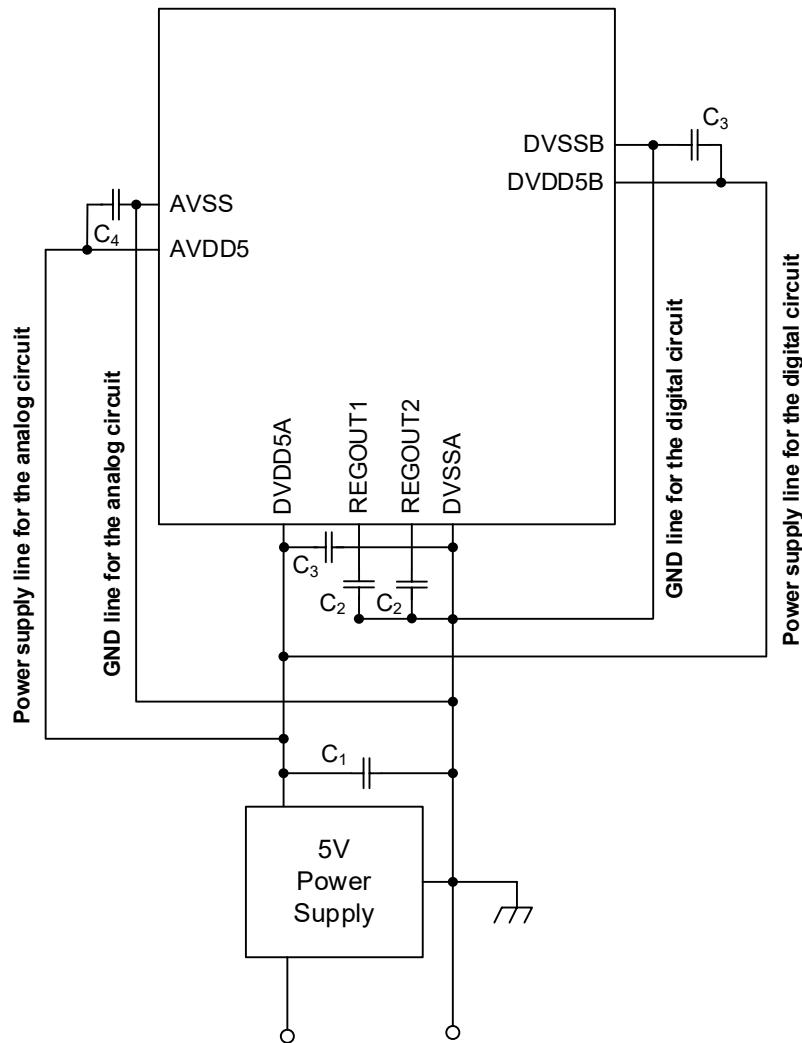 DVSSB
C₃
DVDD5B
AVSS
C₄
AVDD5
Power supply line for the analog circuit
GND line for the analog circuit
DVDD5A
REGOUT1
REGOUT2
DVSSA
GND line for the digital circuit
Power supply line for the digital circuit
C₃
C₂
C₂
C₁
5V
Power
Supply